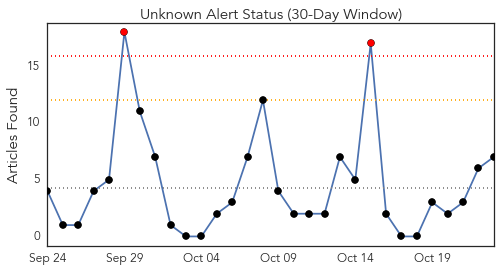 Unknown Alert Status (30-Day Window)
Articles Found
15
10
5
0
Sep 24
Sep 29
Oct 04
Oct 09
Oct 14
Oct 19